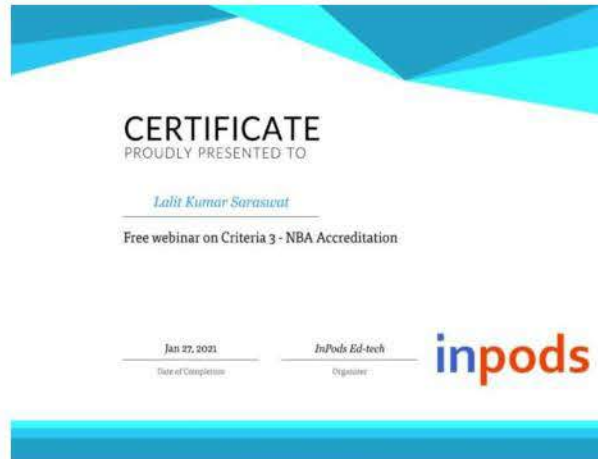 CERTIFICATE
PROUDLY PRESENTED TO
Lalit Kumar Saraswat
Free webinar on Criteria 3 - NBA Accreditation
Jan 27, 2021
InPods Ed-tech
Date of Completion
Organizer
inpods